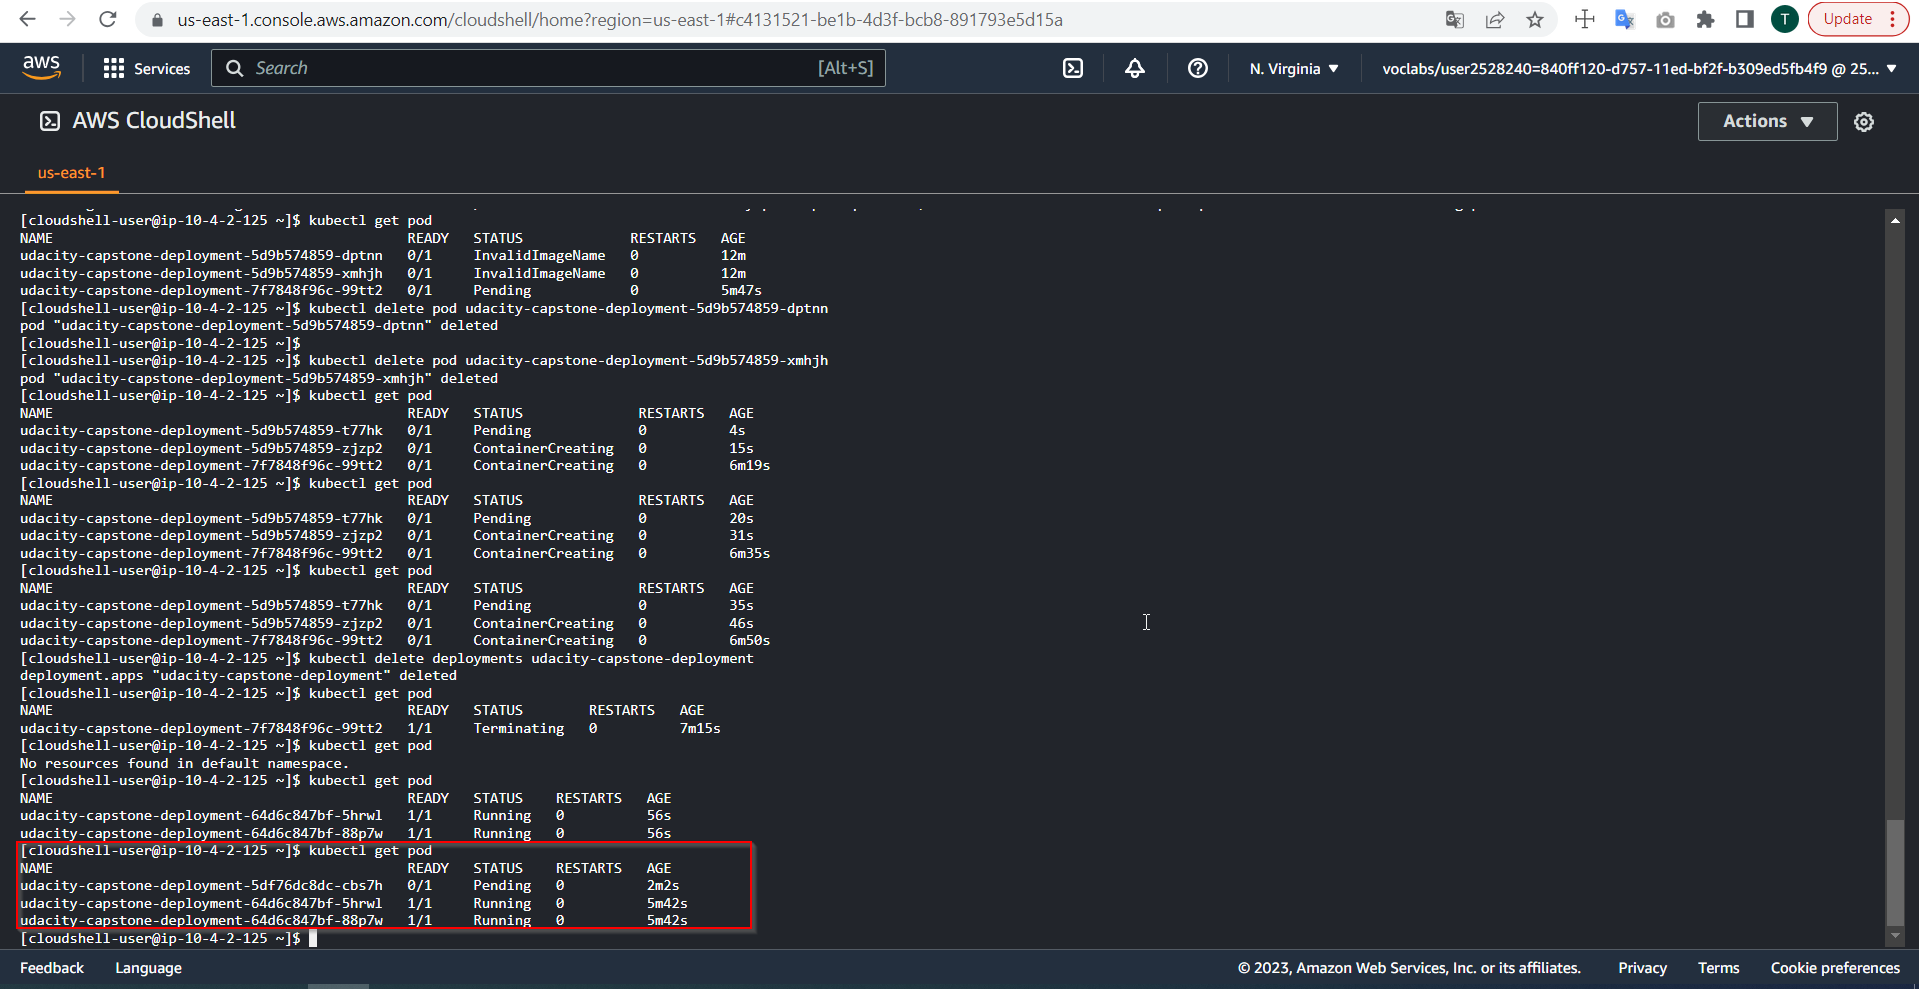 us-east-1.console.aws.amazon.com/cloudshell/home?region=us-east-1#c4131521-be1b-4d3f-bcb8-891793e5d15a
T
Update
aws
Services
Search
[Alt+S]
N. Virginia
voclabs/user2528240=840ff120-d757-11ed-bf2f-b309ed5fb4f9 @ 25...
AWS CloudShell
Actions
us-east-1
[cloudshell-user@ip-10-4-2-125 ~]$ kubectl get pod
NAME READY STATUS RESTARTS AGE
udacity-capstone-deployment-5d9b574859-dptnn 0/1 InvalidImageName 0 12m
udacity-capstone-deployment-5d9b574859-xmhjh 0/1 InvalidImageName 0 12m
udacity-capstone-deployment-7f7848f96c-99tt2 0/1 Pending 0 5m47s
[cloudshell-user@ip-10-4-2-125 ~]$ kubectl delete pod udacity-capstone-deployment-5d9b574859-dptnn
pod "udacity-capstone-deployment-5d9b574859-dptnn" deleted
[cloudshell-user@ip-10-4-2-125 ~]$
[cloudshell-user@ip-10-4-2-125 ~]$ kubectl delete pod udacity-capstone-deployment-5d9b574859-xmhjh
pod "udacity-capstone-deployment-5d9b574859-xmhjh" deleted
[cloudshell-user@ip-10-4-2-125 ~]$ kubectl get pod
NAME READY STATUS RESTARTS AGE
udacity-capstone-deployment-5d9b574859-t77hk 0/1 Pending 0 4s
udacity-capstone-deployment-5d9b574859-zjzp2 0/1 ContainerCreating 0 15s
udacity-capstone-deployment-7f7848f96c-99tt2 0/1 ContainerCreating 0 6m19s
[cloudshell-user@ip-10-4-2-125 ~]$ kubectl get pod
NAME READY STATUS RESTARTS AGE
udacity-capstone-deployment-5d9b574859-t77hk 0/1 Pending 0 20s
udacity-capstone-deployment-5d9b574859-zjzp2 0/1 ContainerCreating 0 31s
udacity-capstone-deployment-7f7848f96c-99tt2 0/1 ContainerCreating 0 6m35s
[cloudshell-user@ip-10-4-2-125 ~]$ kubectl get pod
NAME READY STATUS RESTARTS AGE
udacity-capstone-deployment-5d9b574859-t77hk 0/1 Pending 0 35s
udacity-capstone-deployment-5d9b574859-zjzp2 0/1 ContainerCreating 0 46s
udacity-capstone-deployment-7f7848f96c-99tt2 0/1 ContainerCreating 0 6m50s
[cloudshell-user@ip-10-4-2-125 ~]$ kubectl delete deployments udacity-capstone-deployment
deployment.apps "udacity-capstone-deployment" deleted
[cloudshell-user@ip-10-4-2-125 ~]$ kubectl get pod
NAME READY STATUS RESTARTS AGE
udacity-capstone-deployment-7f7848f96c-99tt2 1/1 Terminating 0 7m15s
[cloudshell-user@ip-10-4-2-125 ~]$ kubectl get pod
No resources found in default namespace.
[cloudshell-user@ip-10-4-2-125 ~]$ kubectl get pod
NAME READY STATUS RESTARTS AGE
udacity-capstone-deployment-64d6c847bf-5hrwl 1/1 Running 0 56s
udacity-capstone-deployment-64d6c847bf-88p7w 1/1 Running 0 56s
[cloudshell-user@ip-10-4-2-125 ~]$ kubectl get pod
NAME READY STATUS RESTARTS AGE
udacity-capstone-deployment-5df76dc8dc-cbs7h 0/1 Pending 0 2m2s
udacity-capstone-deployment-64d6c847bf-5hrwl 1/1 Running 0 5m42s
udacity-capstone-deployment-64d6c847bf-88p7w 1/1 Running 0 5m42s
[cloudshell-user@ip-10-4-2-125 ~]$
Feedback
Language
© 2023, Amazon Web Services, Inc. or its affiliates.
Privacy
Terms
Cookie preferences